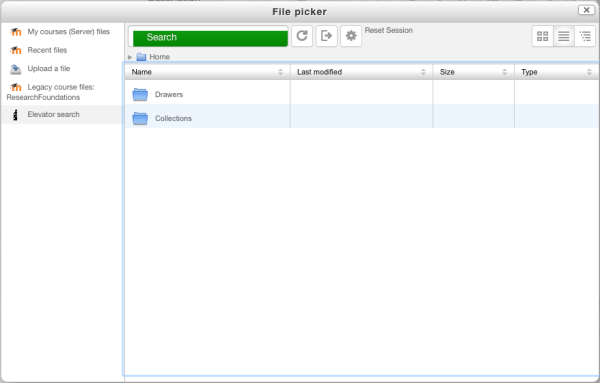 File picker
My courses (Server) files
Recent files
Upload a file
Legacy course files:
ResearchFoundations
Elevator search
Search
Reset Session
Home
Name Last modified Size Type
Drawers
Collections